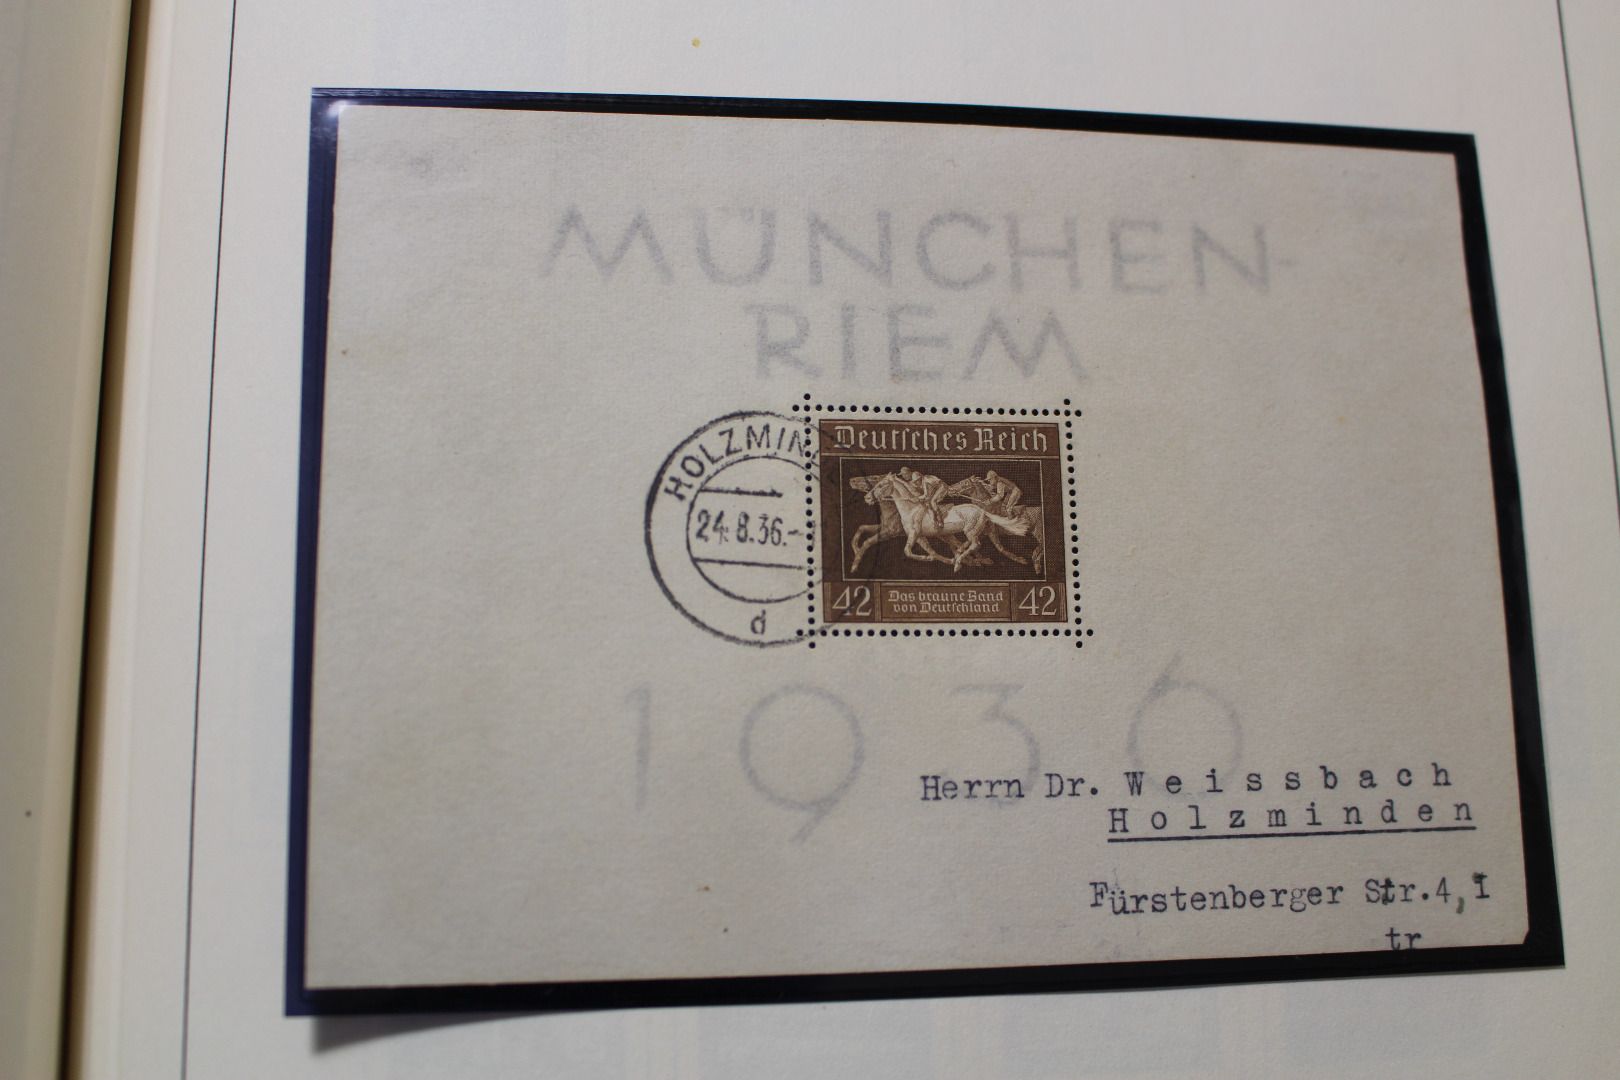 MÜNCHEN-
RIEM
Deutsches Reich
HOLZMIN
24.8.36.-
d
42 Das braune Band 42
von Deutschland
1936
Herrn Dr. Weissbach
Holzminden
Fürstenberger Str.4,I
tr